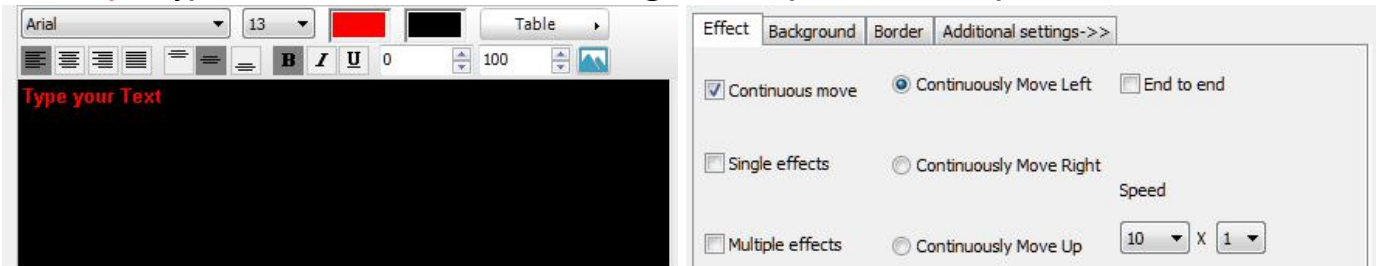 Arial 13 Table
B I U 0 100
Type your Text
Effect Background Border Additional settings->>
Continuous move Continuously Move Left End to end
Single effects Continuously Move Right
Speed
Multiple effects Continuously Move Up 10 X 1